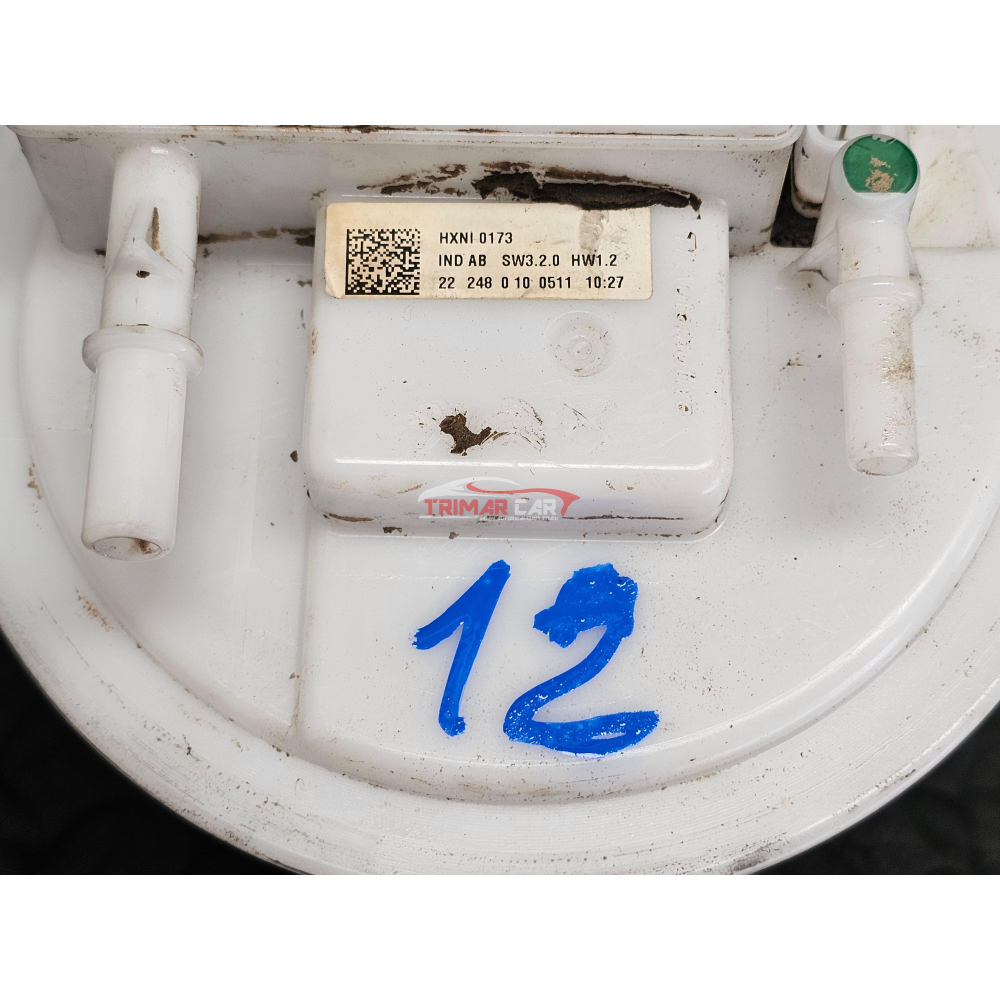 HXNI 0173
IND AB SW3.2.0 HW1.2
22 248 0 10 0511 10:27
TRIMAR CAR
12